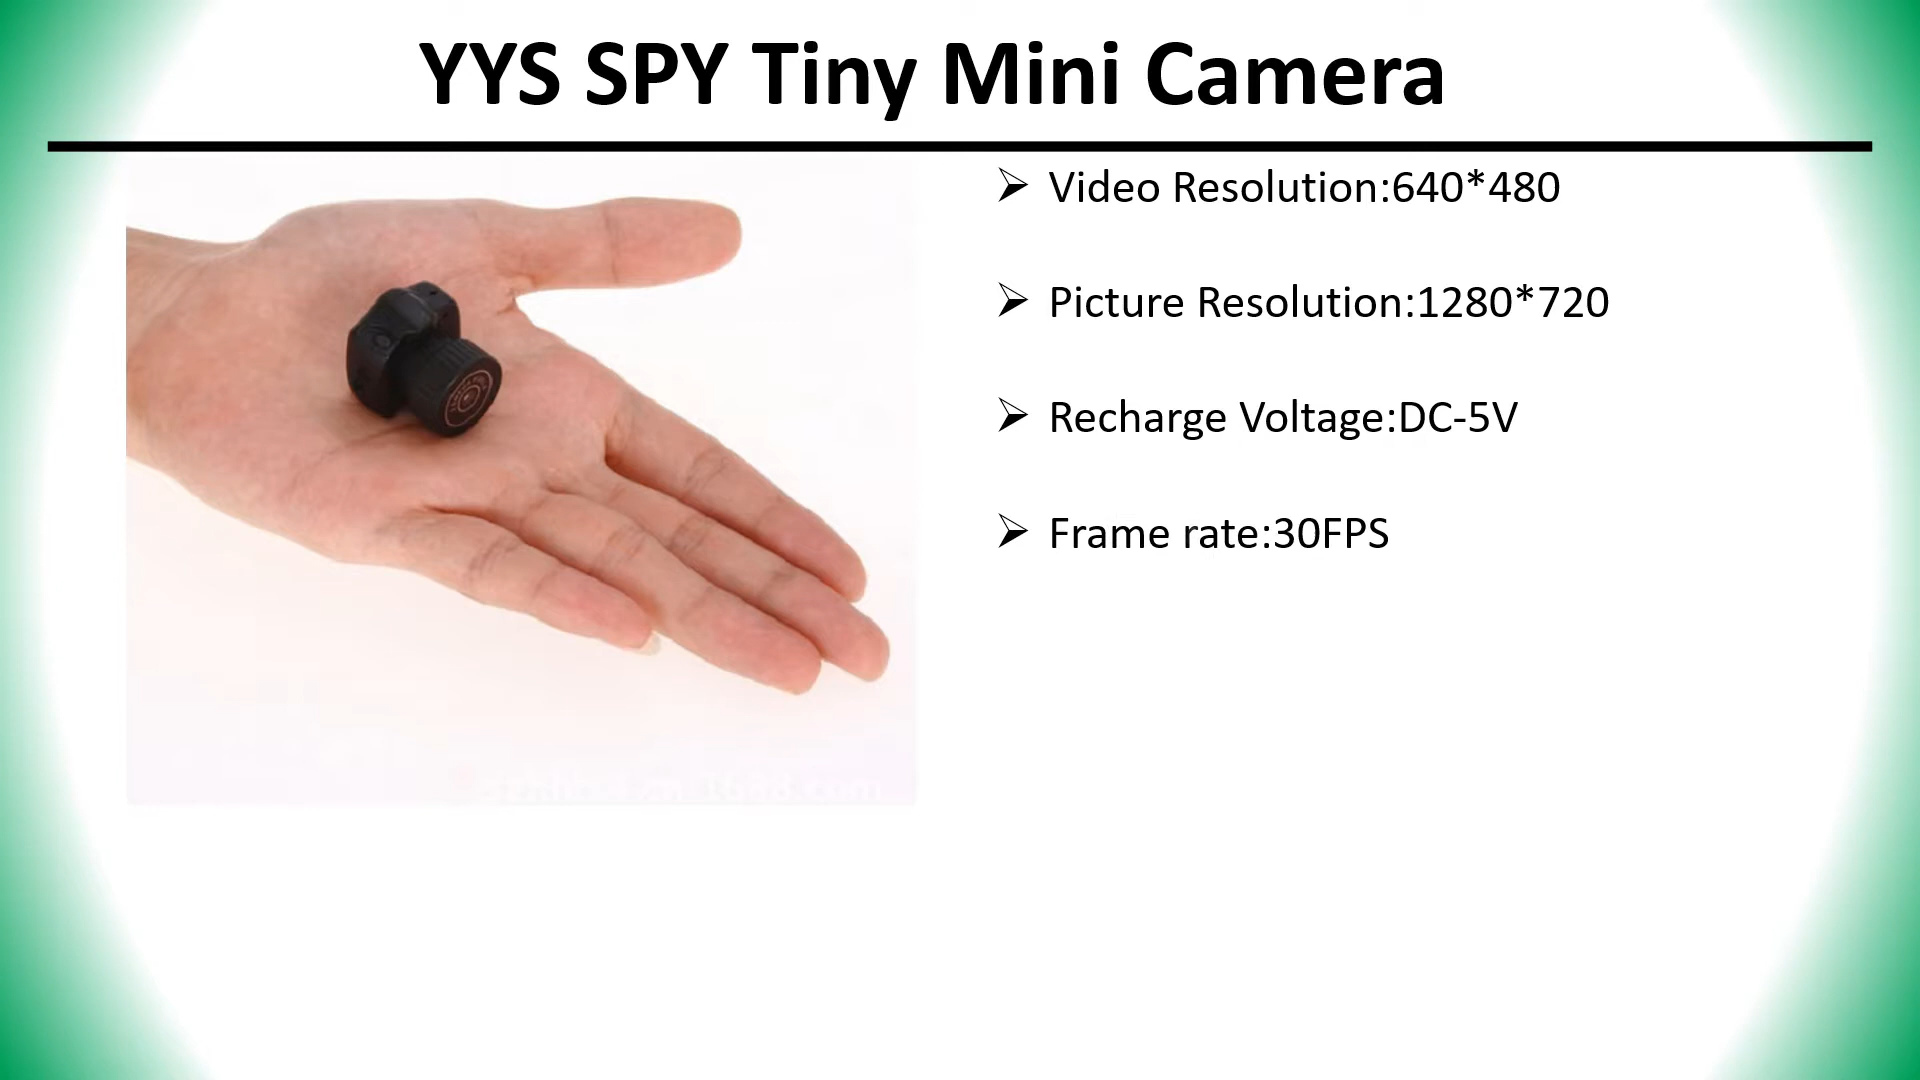 YYS SPY Tiny Mini Camera
Video Resolution:640*480
Picture Resolution:1280*720
Recharge Voltage:DC-5V
Frame rate:30FPS